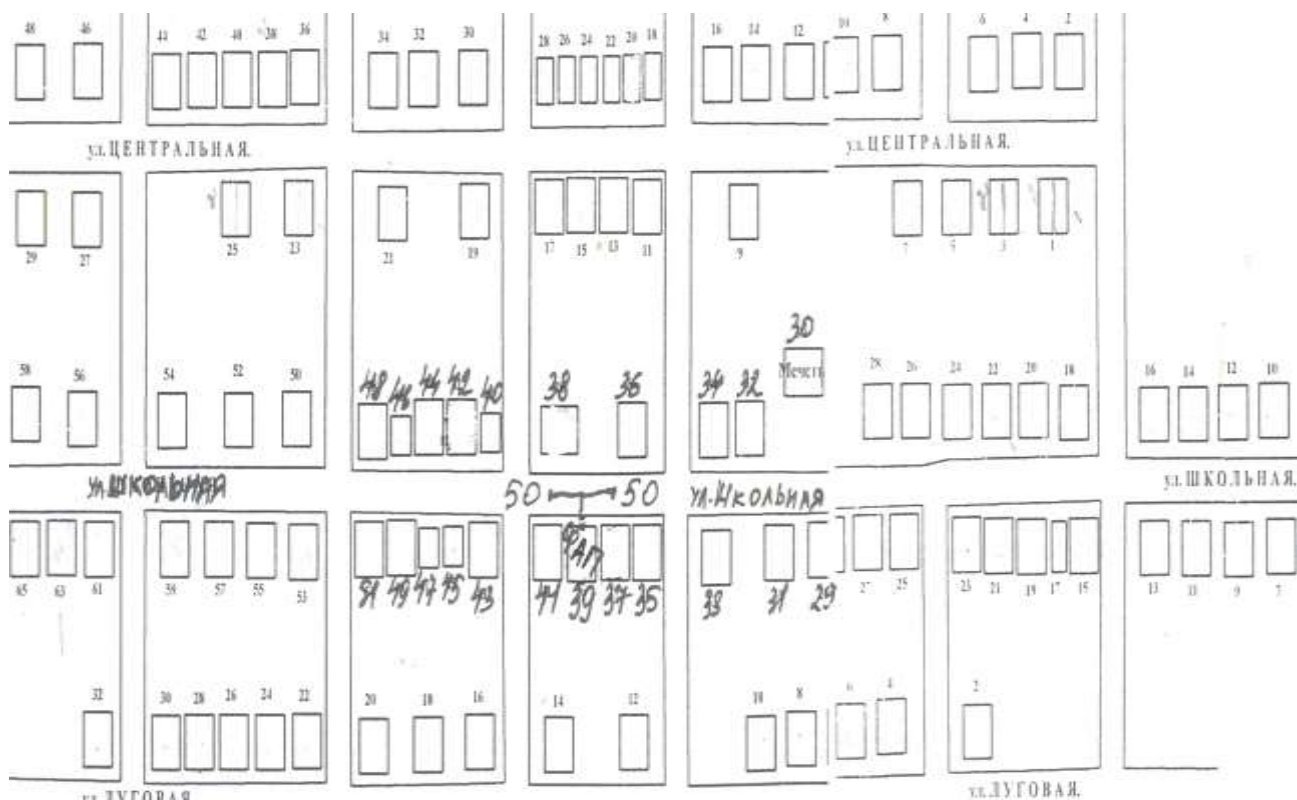 48 46 44 42 40 38 36 34 32 30 28 26 24 22 20 18 16 14 12 10 8 6 4 2
ул. ЦЕНТРАЛЬНАЯ. ул. ЦЕНТРАЛЬНАЯ.
29 27 25 23 21 19 17 15 13 11 9 7 5 3 1
30
Мечеть
58 56 54 52 50 48 46 44 42 40 38 36 34 32 28 26 24 22 20 18 16 14 12 10
ул. ШКОЛЬНАЯ 50 50 ул. ШКОЛЬНАЯ ул. ШКОЛЬНАЯ.
ФАП
65 63 61 59 57 55 53 51 49 47 45 43 41 39 37 35 33 31 29 27 25 23 21 19 17 15 13 11 9 7
32 30 28 26 24 22 20 18 16 14 12 10 8 6 4 2
ул. ЛУГОВАЯ ул. ЛУГОВАЯ.